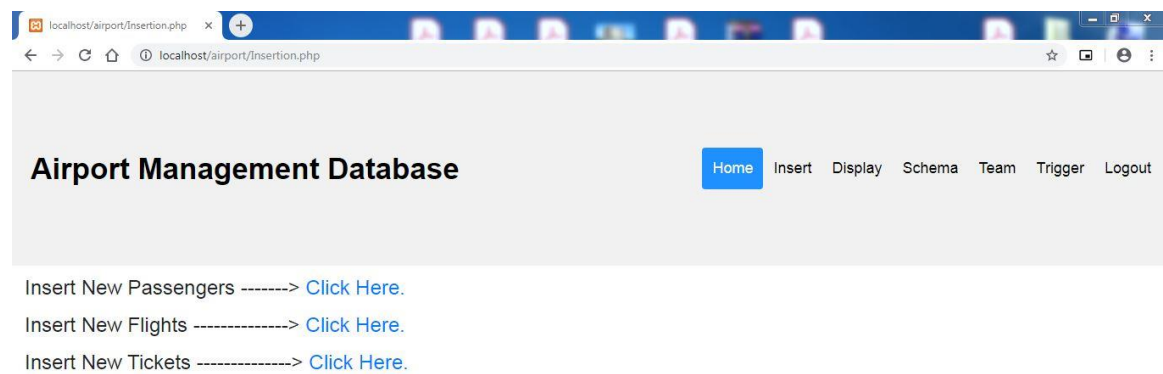 localhost/airport/Insertion.php
localhost/airport/Insertion.php
Airport Management Database
Home Insert Display Schema Team Trigger Logout
Insert New Passengers -------> Click Here.
Insert New Flights --------------> Click Here.
Insert New Tickets --------------> Click Here.